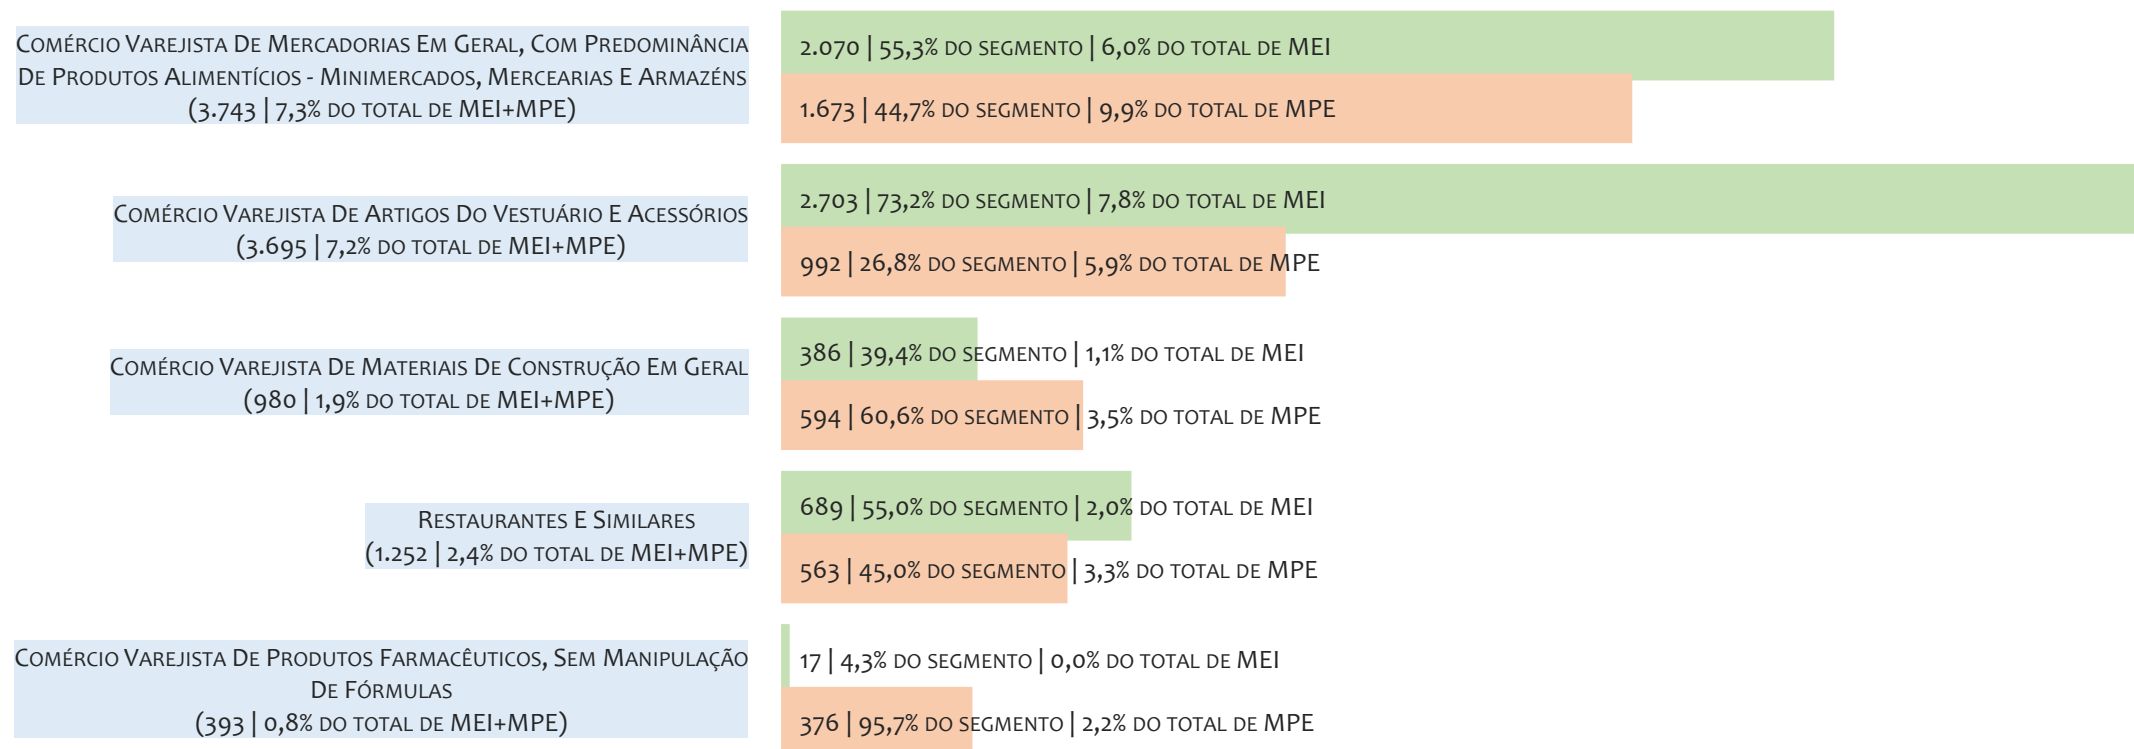 Comércio Varejista De Mercadorias Em Geral, Com Predominância
De Produtos Alimentícios - Minimercados, Mercearias E Armazéns
(3.743 | 7,3% do total de MEI+MPE)
2.070 | 55,3% do segmento | 6,0% do total de MEI
1.673 | 44,7% do segmento | 9,9% do total de MPE
Comércio Varejista De Artigos Do Vestuário E Acessórios
(3.695 | 7,2% do total de MEI+MPE)
2.703 | 73,2% do segmento | 7,8% do total de MEI
992 | 26,8% do segmento | 5,9% do total de MPE
Comércio Varejista De Materiais De Construção Em Geral
(980 | 1,9% do total de MEI+MPE)
386 | 39,4% do segmento | 1,1% do total de MEI
594 | 60,6% do segmento | 3,5% do total de MPE
Restaurantes E Similares
(1.252 | 2,4% do total de MEI+MPE)
689 | 55,0% do segmento | 2,0% do total de MEI
563 | 45,0% do segmento | 3,3% do total de MPE
Comércio Varejista De Produtos Farmacêuticos, Sem Manipulação
De Fórmulas
(393 | 0,8% do total de MEI+MPE)
17 | 4,3% do segmento | 0,0% do total de MEI
376 | 95,7% do segmento | 2,2% do total de MPE